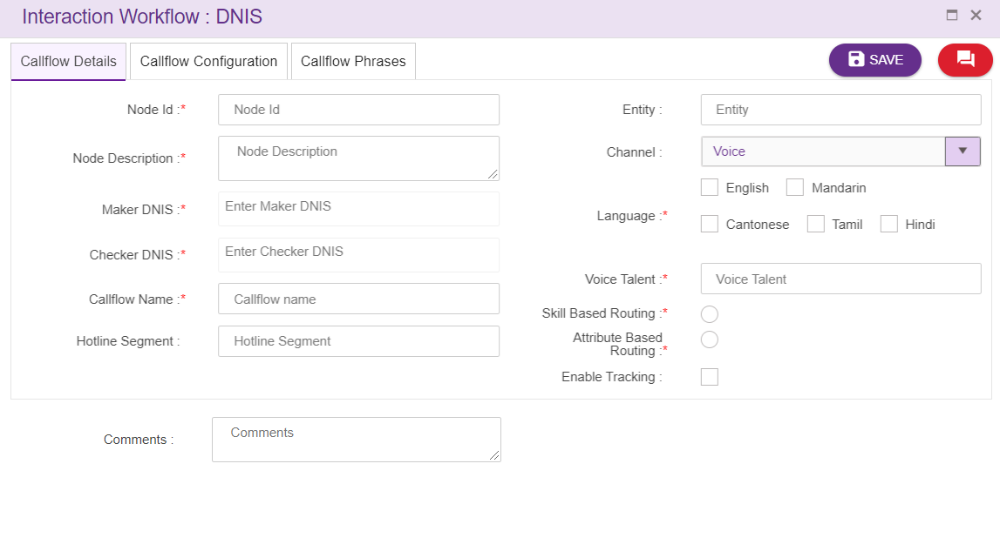 Interaction Workflow : DNIS
Callflow Details
Callflow Configuration
Callflow Phrases
SAVE
Node Id :*
Node Id
Node Description :*
Node Description
Maker DNIS :*
Enter Maker DNIS
Checker DNIS :*
Enter Checker DNIS
Callflow Name :*
Callflow name
Hotline Segment :
Hotline Segment
Entity :
Entity
Channel :
Voice
Language :*
English
Mandarin
Cantonese
Tamil
Hindi
Voice Talent :*
Voice Talent
Skill Based Routing :*
Attribute Based
Routing :*
Enable Tracking :
Comments :
Comments